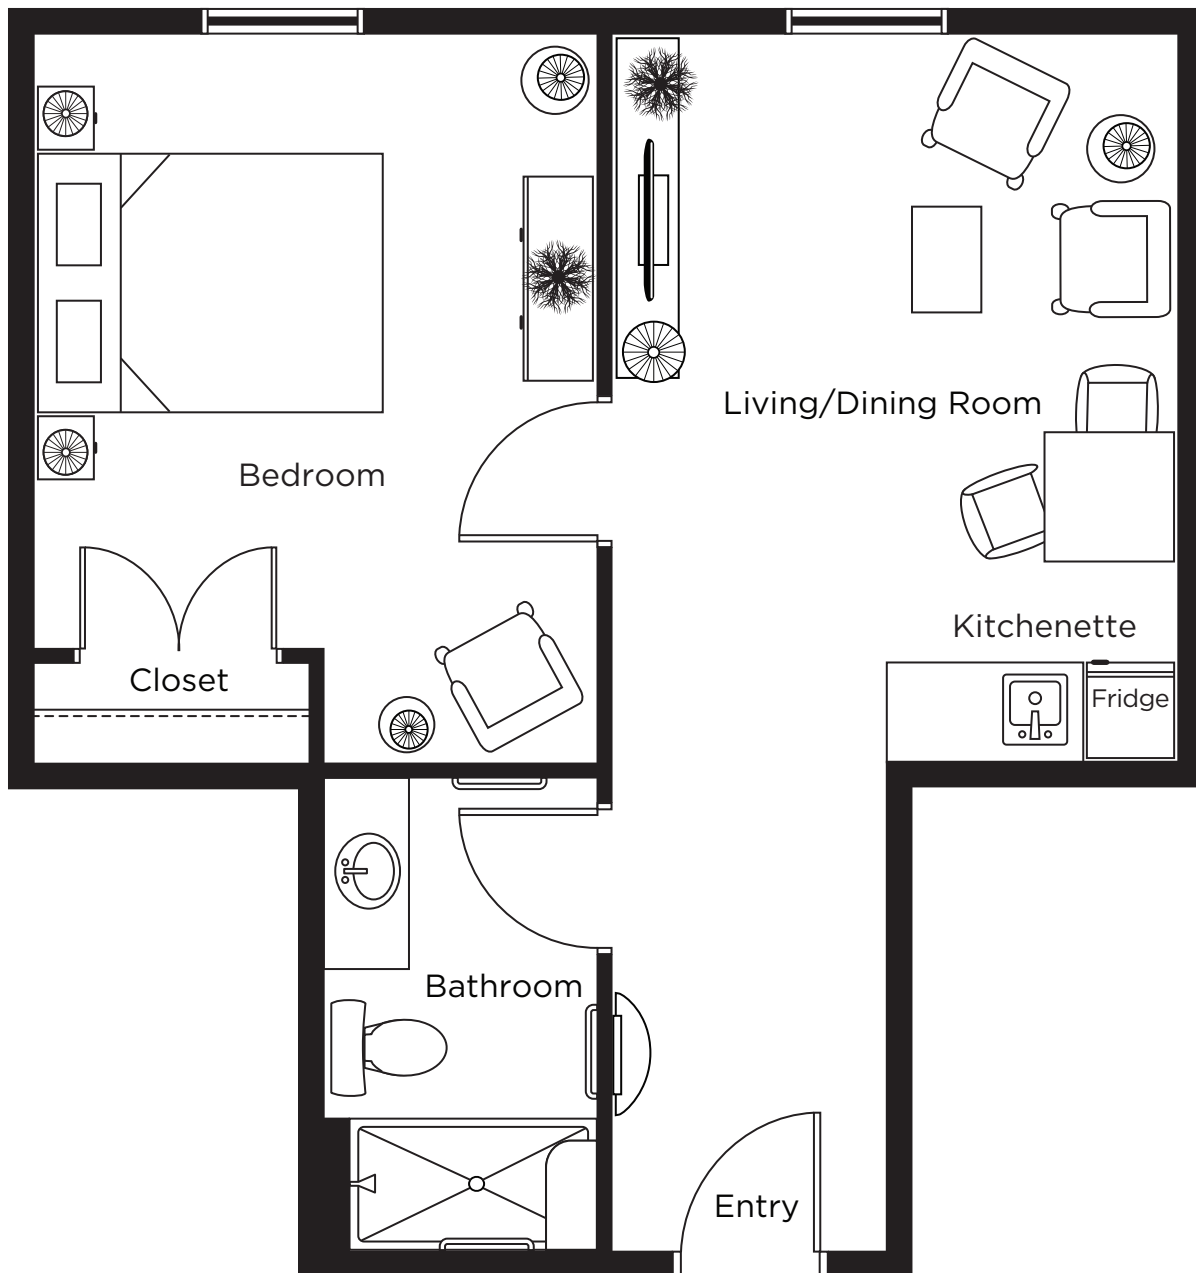 Living/Dining Room
Bedroom
Kitchenette
Closet
Fridge
Bathroom
Entry